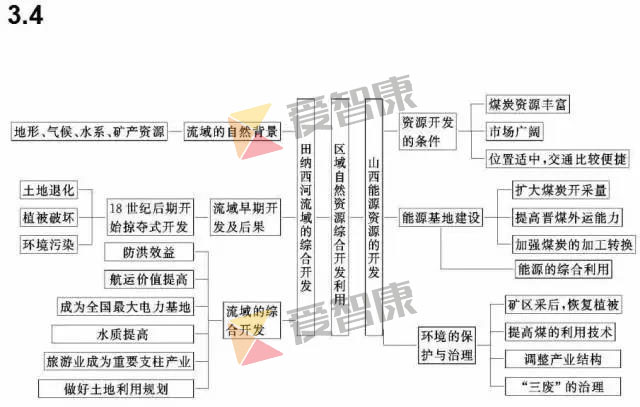 3.4
地形、气候、水系、矿产资源
流域的自然背景
土地退化
植被破坏
环境污染
18世纪后期开
始掠夺式开发
流域早期开
发及后果
防洪效益
航运价值提高
成为全国最大电力基地
水质提高
旅游业成为重要支柱产业
做好土地利用规划
流域的综
合开发
田纳西河流域的综合开发
区域自然资源综合开发利用
山西能源资源的开发
资源开发
的条件
煤炭资源丰富
市场广阔
位置适中,交通比较便捷
能源基地建设
扩大煤炭开采量
提高晋煤外运能力
加强煤炭的加工转换
能源的综合利用
环境的保
护与治理
矿区采后,恢复植被
提高煤的利用技术
调整产业结构
“三废”的治理
爱智康
爱智康